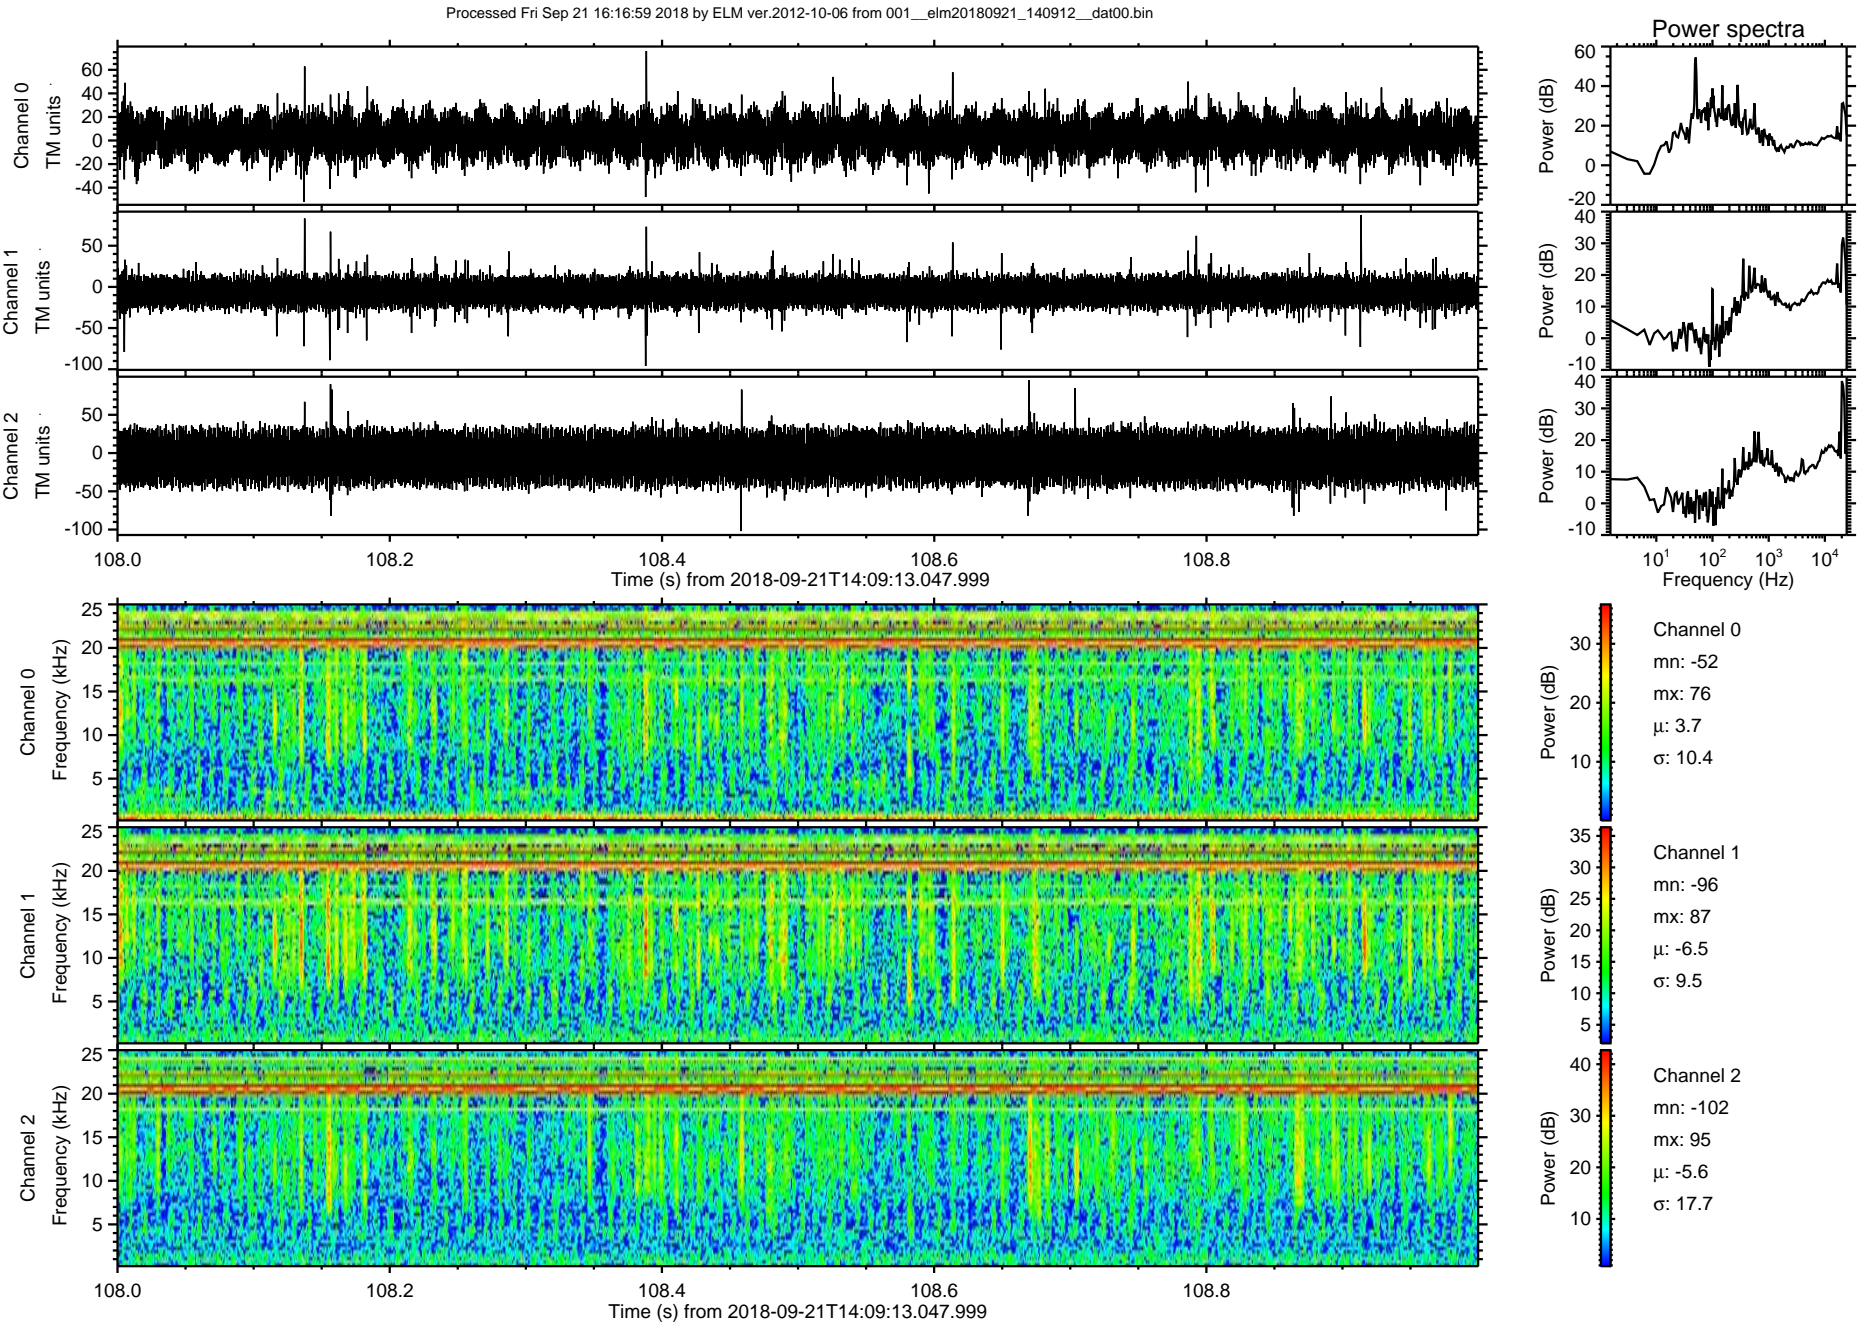 Processed Fri Sep 21 16:16:59 2018 by ELM ver.2012-10-06 from 001__elm20180921_140912__dat00.bin
Power spectra
Channel 0
TM units
60
40
20
0
-20
-40
Power (dB)
60
40
20
0
-20
Channel 1
TM units
50
0
-50
-100
Power (dB)
40
30
20
10
0
-10
Channel 2
TM units
50
0
-50
-100
Power (dB)
40
30
20
10
0
-10
108.0 108.2 108.4 108.6 108.8
Time (s) from 2018-09-21T14:09:13.047.999
10^1 10^2 10^3 10^4
Frequency (Hz)
Channel 0
Frequency (kHz)
25
20
15
10
5
Power (dB)
30
20
10
Channel 0
mn: -52
mx: 76
μ: 3.7
σ: 10.4
Channel 1
Frequency (kHz)
25
20
15
10
5
Power (dB)
35
30
25
20
15
10
5
Channel 1
mn: -96
mx: 87
μ: -6.5
σ: 9.5
Channel 2
Frequency (kHz)
25
20
15
10
5
Power (dB)
40
30
20
10
Channel 2
mn: -102
mx: 95
μ: -5.6
σ: 17.7
108.0 108.2 108.4 108.6 108.8
Time (s) from 2018-09-21T14:09:13.047.999